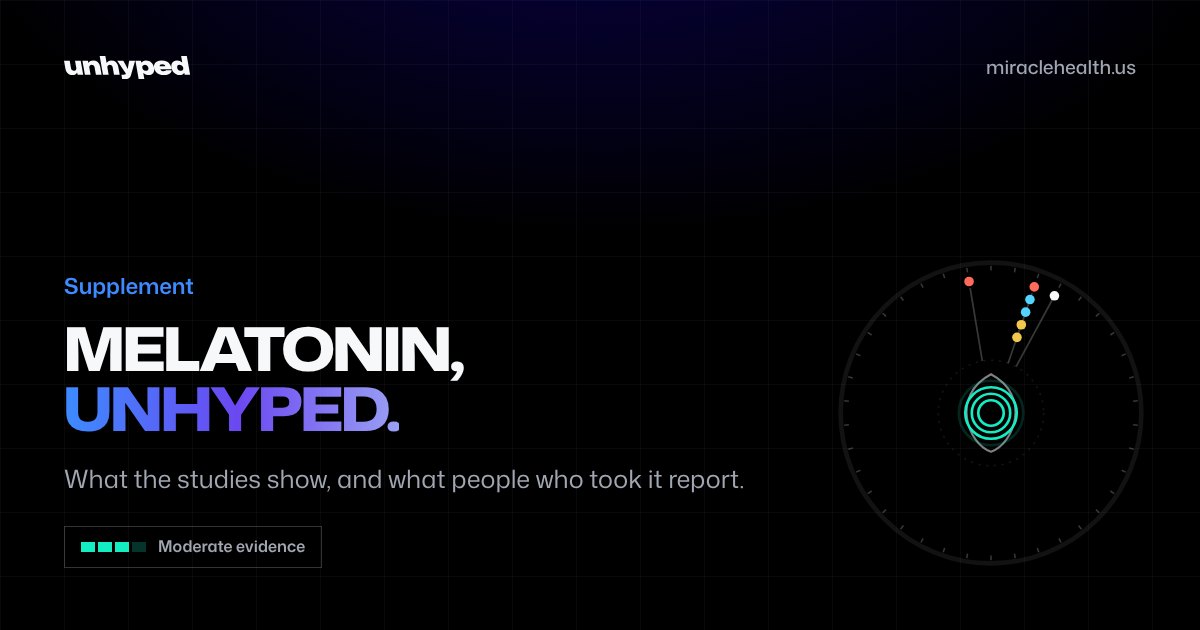 unhyped
miraclehealth.us
Supplement
MELATONIN,
UNHYPED.
What the studies show, and what people who took it report.
Moderate evidence